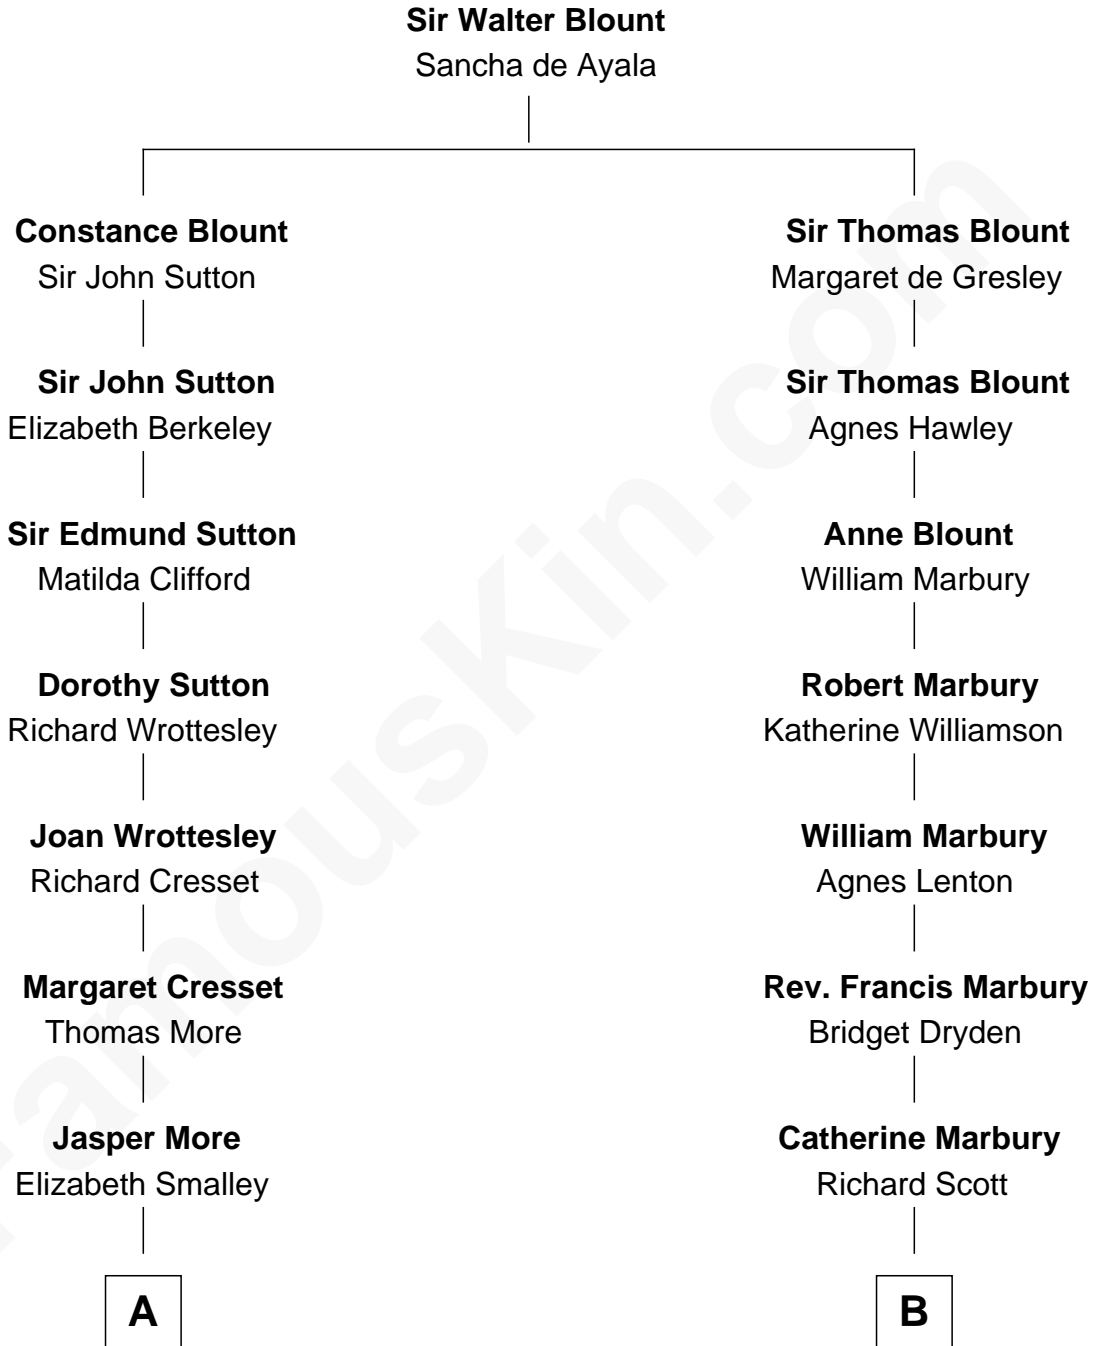 Sir Walter Blount
Sancha de Ayala
Constance Blount
Sir John Sutton
Sir Thomas Blount
Margaret de Gresley
Sir John Sutton
Elizabeth Berkeley
Sir Thomas Blount
Agnes Hawley
Sir Edmund Sutton
Matilda Clifford
Anne Blount
William Marbury
Dorothy Sutton
Richard Wrottesley
Robert Marbury
Katherine Williamson
Joan Wrottesley
Richard Cresset
William Marbury
Agnes Lenton
Margaret Cresset
Thomas More
Rev. Francis Marbury
Bridget Dryden
Jasper More
Elizabeth Smalley
Catherine Marbury
Richard Scott
A
B
FamousKin.com